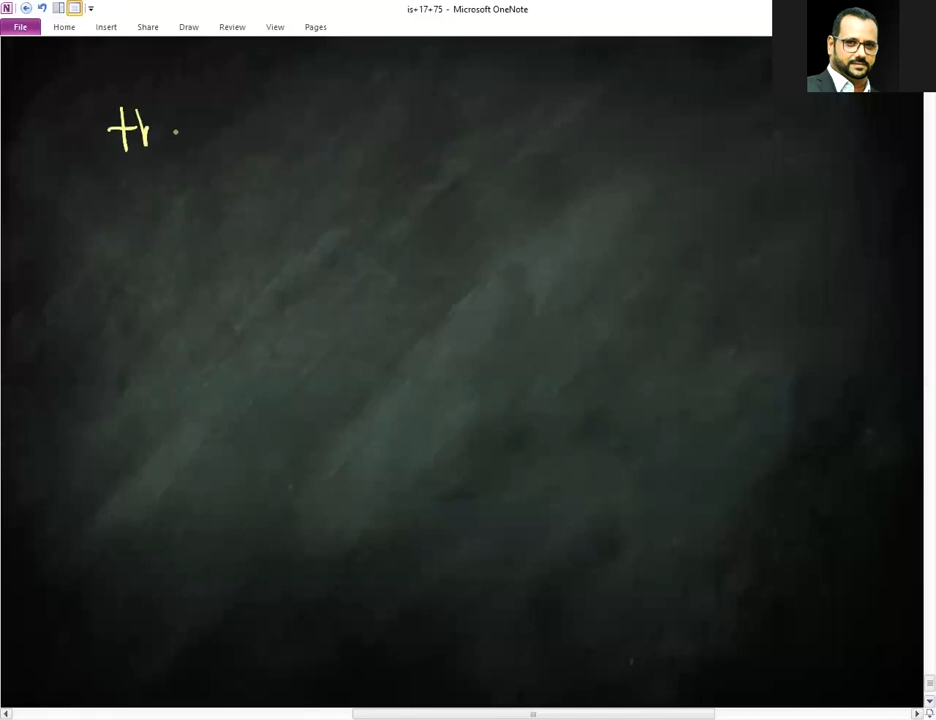 is+17+75 - Microsoft OneNote
File Home Insert Share Draw Review View Pages